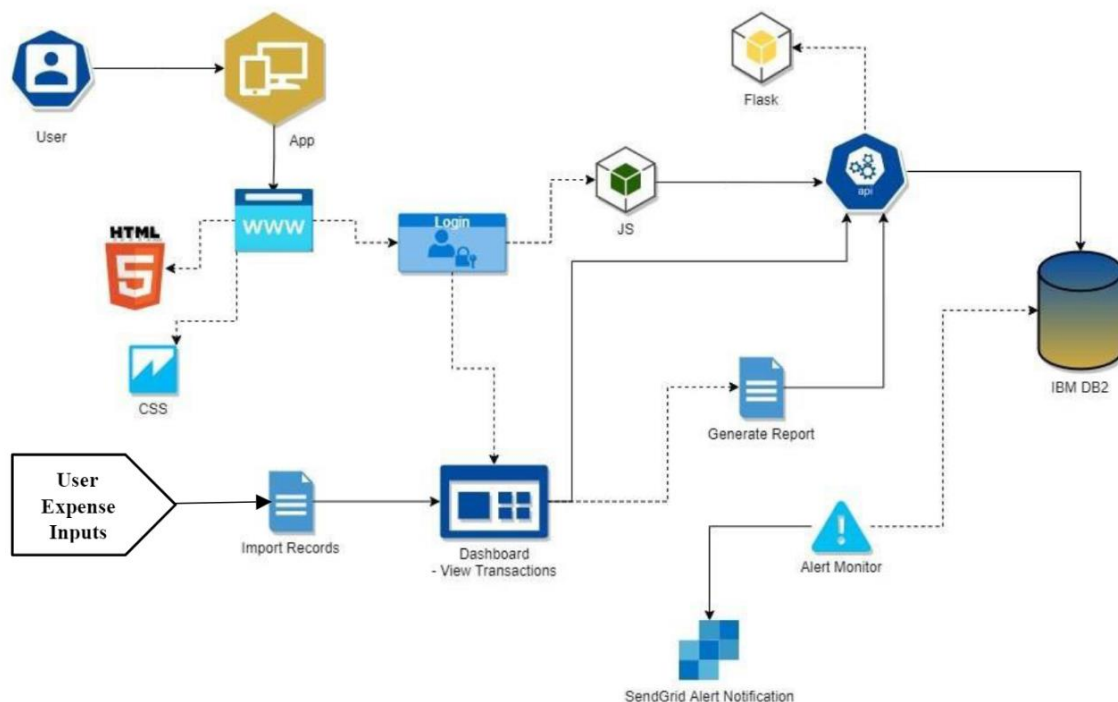 User
App
Flask
HTML
5
WWW
Login
JS
api
CSS
IBM DB2
Generate Report
User
Expense
Inputs
Import Records
Dashboard
- View Transactions
Alert Monitor
SendGrid Alert Notification